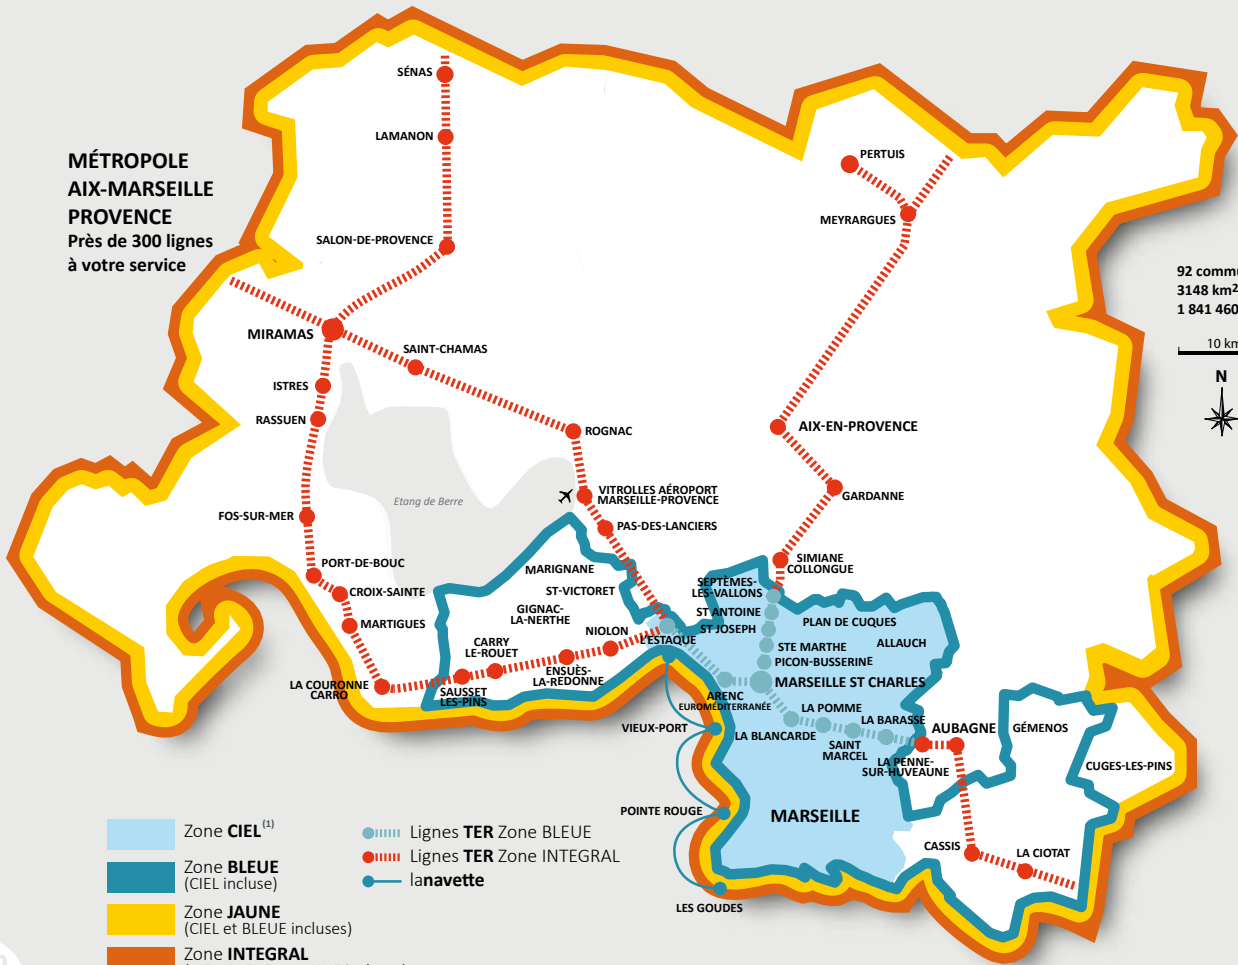 MÉTROPOLE
AIX-MARSEILLE
PROVENCE
Près de 300 lignes
à votre service
SÉNAS
LAMANON
SALON-DE-PROVENCE
MIRAMAS
SAINT-CHAMAS
ISTRES
RASSUEN
ROGNAC
FOS-SUR-MER
Etang de Berre
VITROLLES AÉROPORT
MARSEILLE-PROVENCE
PAS-DES-LANCIERS
PORT-DE-BOUC
CROIX-SAINTE
MARTIGUES
LA COURONNE
CARRO
MARIGNANE
ST-VICTORET
GIGNAC-
LA-NERTHE
CARRY
LE-ROUET
NIOLON
ENSUÈS-
LA-REDONNE
SAUSSET
LES-PINS
L'ESTAQUE
PERTUIS
MEYRARGUES
AIX-EN-PROVENCE
GARDANNE
SIMIANE
COLLONGUE
SEPTÈMES-
LES-VALLONS
ST ANTOINE
ST JOSEPH
PLAN DE CUQUES
ALLAUCH
STE MARTHE
PICON-BUSSERINE
MARSEILLE ST CHARLES
ARENC
EUROMÉDITERRANÉE
LA POMME
LA BARASSE
LA BLANCARDE
SAINT
MARCEL
LA PENNE-
SUR-HUVEAUNE
AUBAGNE
GÉMENOS
CUGES-LES-PINS
VIEUX-PORT
POINTE ROUGE
LES GOUDES
MARSEILLE
CASSIS
LA CIOTAT
92 commu
3148 km²
1 841 460
10 km
N
Zone CIEL(1)
Zone BLEUE
(CIEL incluse)
Zone JAUNE
(CIEL et BLEUE incluses)
Zone INTEGRAL
Lignes TER Zone BLEUE
Lignes TER Zone INTEGRAL
lanavette